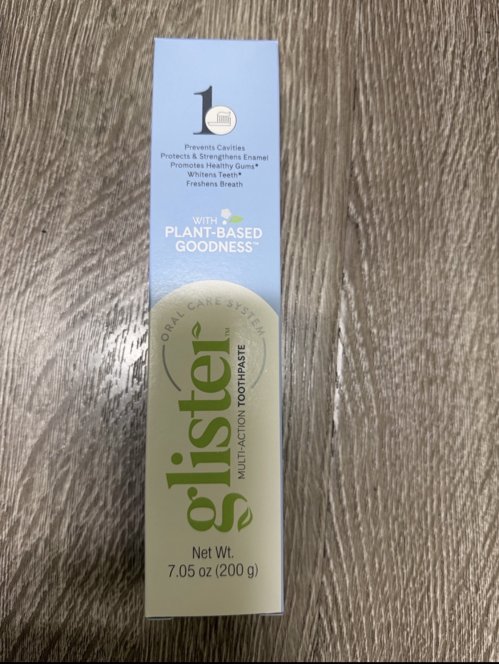 1
Prevents Cavities
Protects & Strengthens Enamel
Promotes Healthy Gums*
Whitens Teeth*
Freshens Breath
WITH
PLANT-BASED
GOODNESS™
ORAL CARE SYSTEM
glister™
MULTI-ACTION TOOTHPASTE
Net Wt.
7.05 oz (200 g)